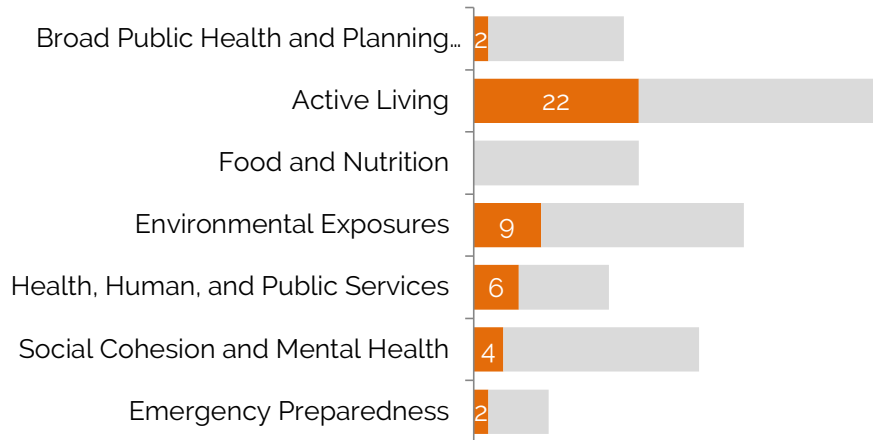 Broad Public Health and Planning… 2
Active Living 22
Food and Nutrition
Environmental Exposures 9
Health, Human, and Public Services 6
Social Cohesion and Mental Health 4
Emergency Preparedness 2